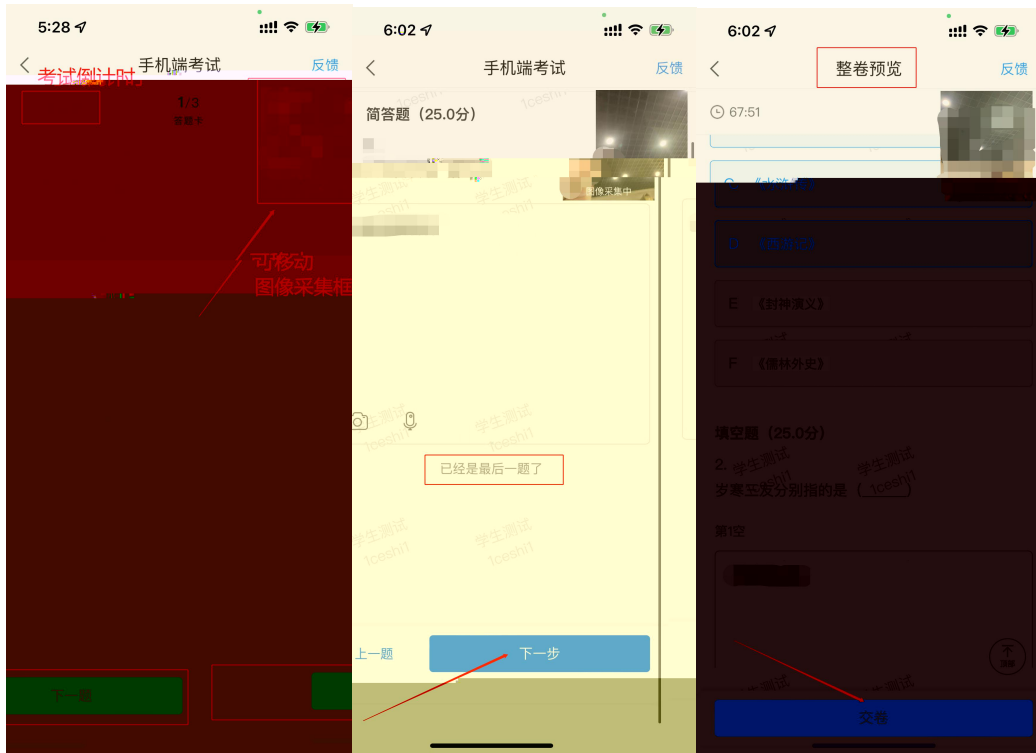 5:28
手机端考试
反馈
考试倒计时
1/3
答题卡
可移动
图像采集框
下一题
6:02
手机端考试
反馈
简答题（25.0分）
1ceshi1
学生测试
图像采集中
学生测试
1ceshi1
已经是最后一题了
学生测试
1ceshi1
学生测试
1ceshi1
上一题
下一步
6:02
整卷预览
反馈
67:51
D
E 《封神演义》
F 《儒林外史》
填空题（25.0分）
2.
学生测试
1ceshi1
学生测试
1ceshi1
岁寒三友分别指的是（ ）
第1空
交卷